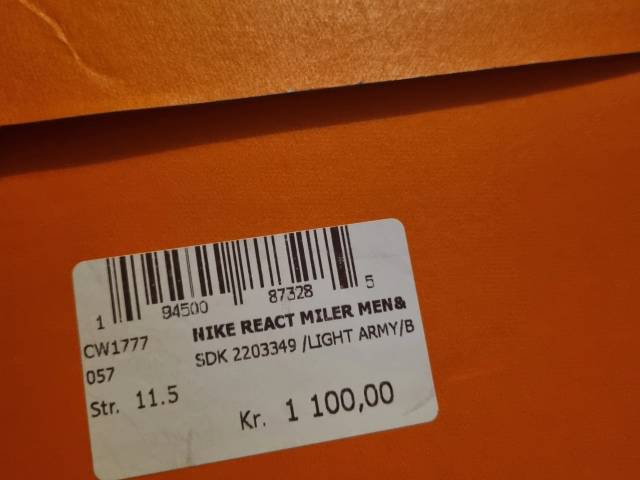 1 94500 87328 5
CW1777 NIKE REACT MILER MEN&
057 SDK 2203349 /LIGHT ARMY/B
Str. 11.5 Kr. 1 100,00